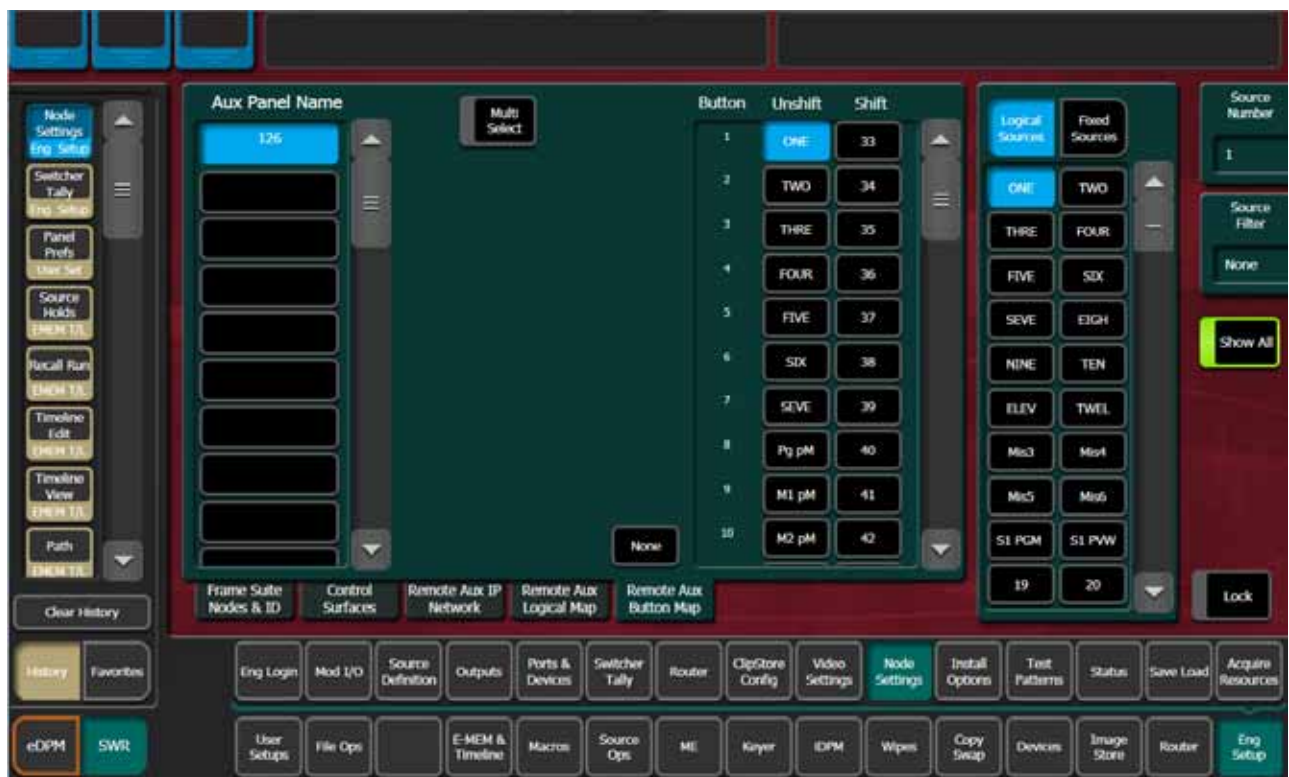 Node
Settings
Eng Setup
Switcher
Tally
Eng Setup
Panel
Prefs
User Set
Source
Holds
EMEM T/L
Recall Run
EMEM T/L
Timeline
Edit
EMEM T/L
Timeline
View
EMEM T/L
Path
EMEM T/L
Clear History
History Favorites
eDPM SWR
Aux Panel Name
126
Multi
Select
None
Button Unshift Shift
1 ONE 33
2 TWO 34
3 THRE 35
4 FOUR 36
5 FIVE 37
6 SIX 38
7 SEVE 39
8 Pg pM 40
9 M1 pM 41
10 M2 pM 42
Frame Suite
Nodes & ID
Control
Surfaces
Remote Aux IP
Network
Remote Aux
Logical Map
Remote Aux
Button Map
Logical
Sources
Fixed
Sources
ONE TWO
THRE FOUR
FIVE SIX
SEVE EIGH
NINE TEN
ELEV TWEL
Mis3 Mis4
Mis5 Mis6
S1 PGM S1 PVW
19 20
Source
Number
1
Source
Filter
None
Show All
Lock
Eng Login
Mod I/O
Source
Definition
Outputs
Ports &
Devices
Switcher
Tally
Router
ClipStore
Config
Video
Settings
Node
Settings
Install
Options
Test
Patterns
Status
Save Load
Acquire
Resources
User
Setups
File Ops
E-MEM &
Timeline
Macros
Source
Ops
ME
Keyer
iDPM
Wipes
Copy
Swap
Devices
Image
Store
Router
Eng
Setup